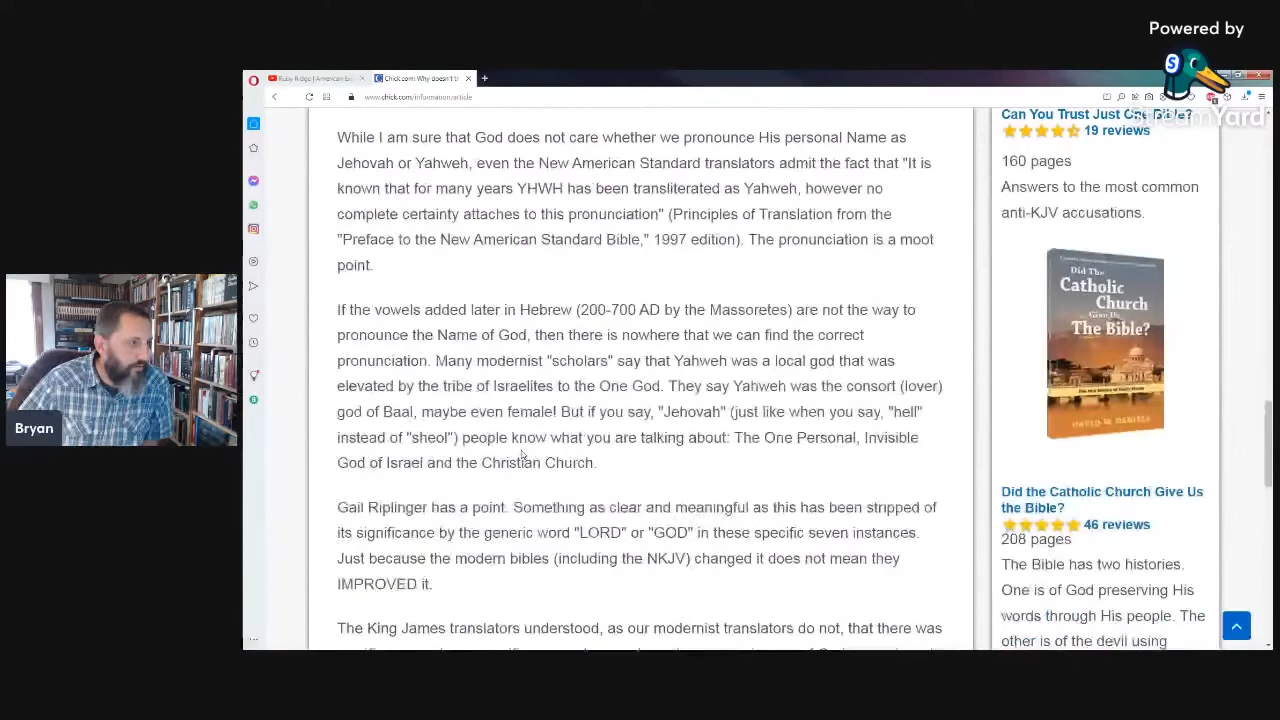 Powered by
StreamYard
Ruby Ridge | American Ex
Chick.com: Why doesn't t
www.chick.com/information/article
While I am sure that God does not care whether we pronounce His personal Name as
Jehovah or Yahweh, even the New American Standard translators admit the fact that "It is
known that for many years YHWH has been transliterated as Yahweh, however no
complete certainty attaches to this pronunciation" (Principles of Translation from the
"Preface to the New American Standard Bible," 1997 edition). The pronunciation is a moot
point.
If the vowels added later in Hebrew (200-700 AD by the Massoretes) are not the way to
pronounce the Name of God, then there is nowhere that we can find the correct
pronunciation. Many modernist "scholars" say that Yahweh was a local god that was
elevated by the tribe of Israelites to the One God. They say Yahweh was the consort (lover)
god of Baal, maybe even female! But if you say, "Jehovah" (just like when you say, "hell"
instead of "sheol") people know what you are talking about: The One Personal, Invisible
God of Israel and the Christian Church.
Gail Riplinger has a point. Something as clear and meaningful as this has been stripped of
its significance by the generic word "LORD" or "GOD" in these specific seven instances.
Just because the modern bibles (including the NKJV) changed it does not mean they
IMPROVED it.
The King James translators understood, as our modernist translators do not, that there was
Can You Trust Just One Bible?
19 reviews
160 pages
Answers to the most common
anti-KJV accusations.
Did The
Catholic
Church
Give Us
The Bible?
DAVID W. DANIELS
Did the Catholic Church Give Us
the Bible?
46 reviews
208 pages
The Bible has two histories.
One is of God preserving His
words through His people. The
other is of the devil using
Bryan